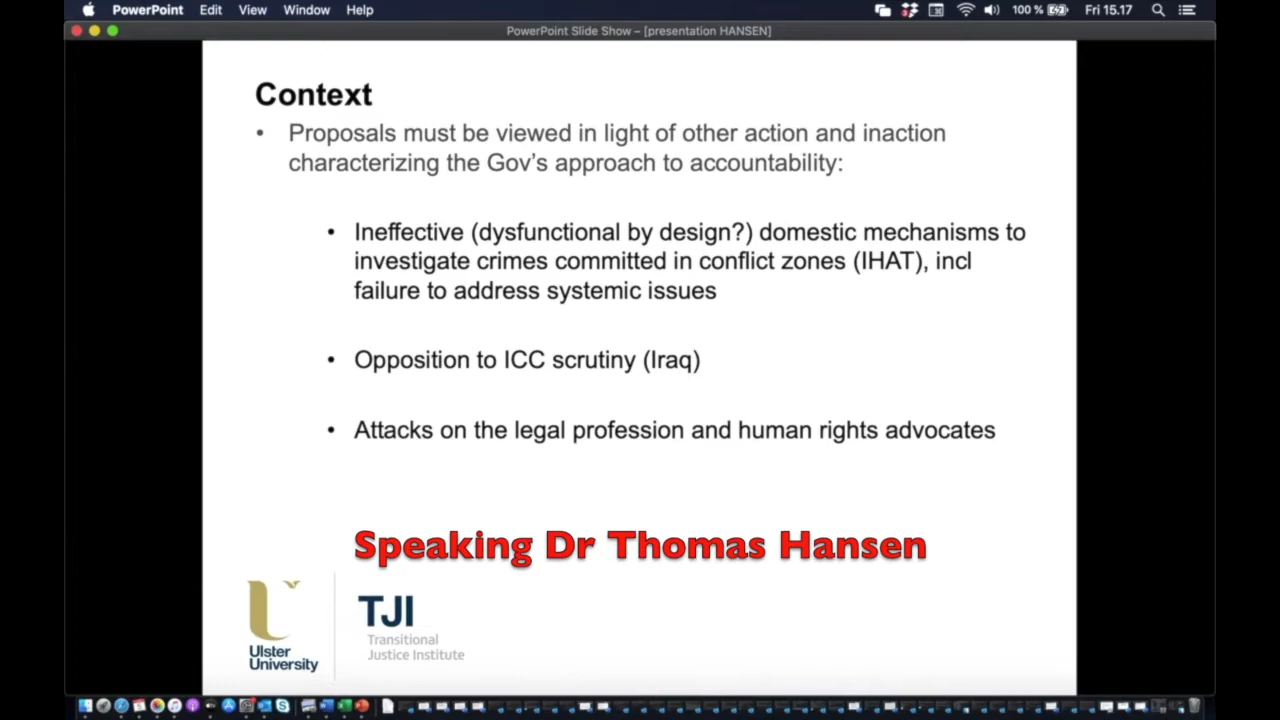 PowerPoint Edit View Window Help 100 % Fri 15.17
PowerPoint Slide Show – [presentation HANSEN]
Context
• Proposals must be viewed in light of other action and inaction
characterizing the Gov's approach to accountability:
• Ineffective (dysfunctional by design?) domestic mechanisms to
investigate crimes committed in conflict zones (IHAT), incl
failure to address systemic issues
• Opposition to ICC scrutiny (Iraq)
• Attacks on the legal profession and human rights advocates
Speaking Dr Thomas Hansen
Ulster
University
TJI
Transitional
Justice Institute